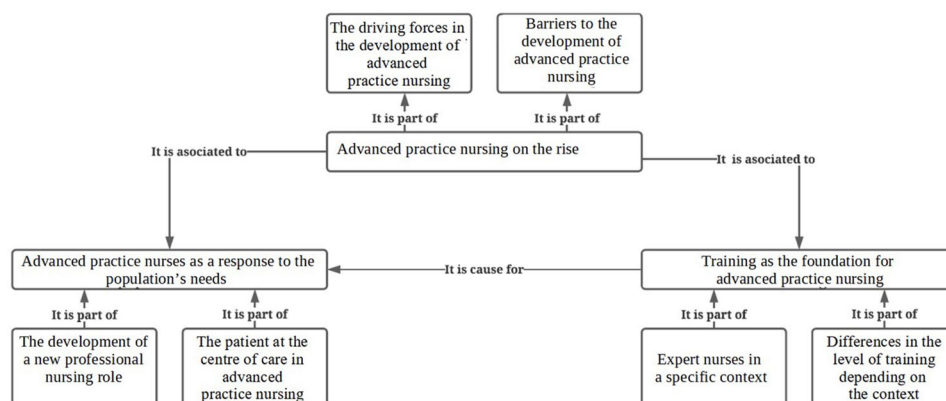 The driving forces in
the development of
advanced
practice nursing
Barriers to the
development of
advanced practice
nursing
It is part of
It is part of
Advanced practice nursing on the rise
It is asociated to
It is asociated to
Advanced practice nurses as a response to the
population’s needs
It is cause for
Training as the foundation for
advanced practice nursing
It is part of
It is part of
It is part of
It is part of
The development of
a new professional
nursing role
The patient at the
centre of care in
advanced
practice nursing
Expert nurses in
a specific context
Differences in the
level of training
depending on
the context